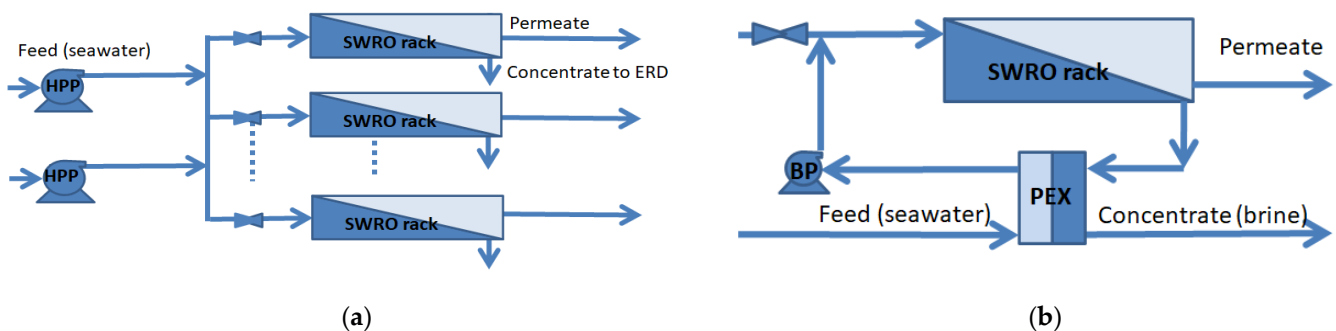 Feed (seawater)
HPP
HPP
SWRO rack
Permeate
Concentrate to ERD
SWRO rack
SWRO rack
(a)
SWRO rack
Permeate
BP
PEX
Feed (seawater)
Concentrate (brine)
(b)